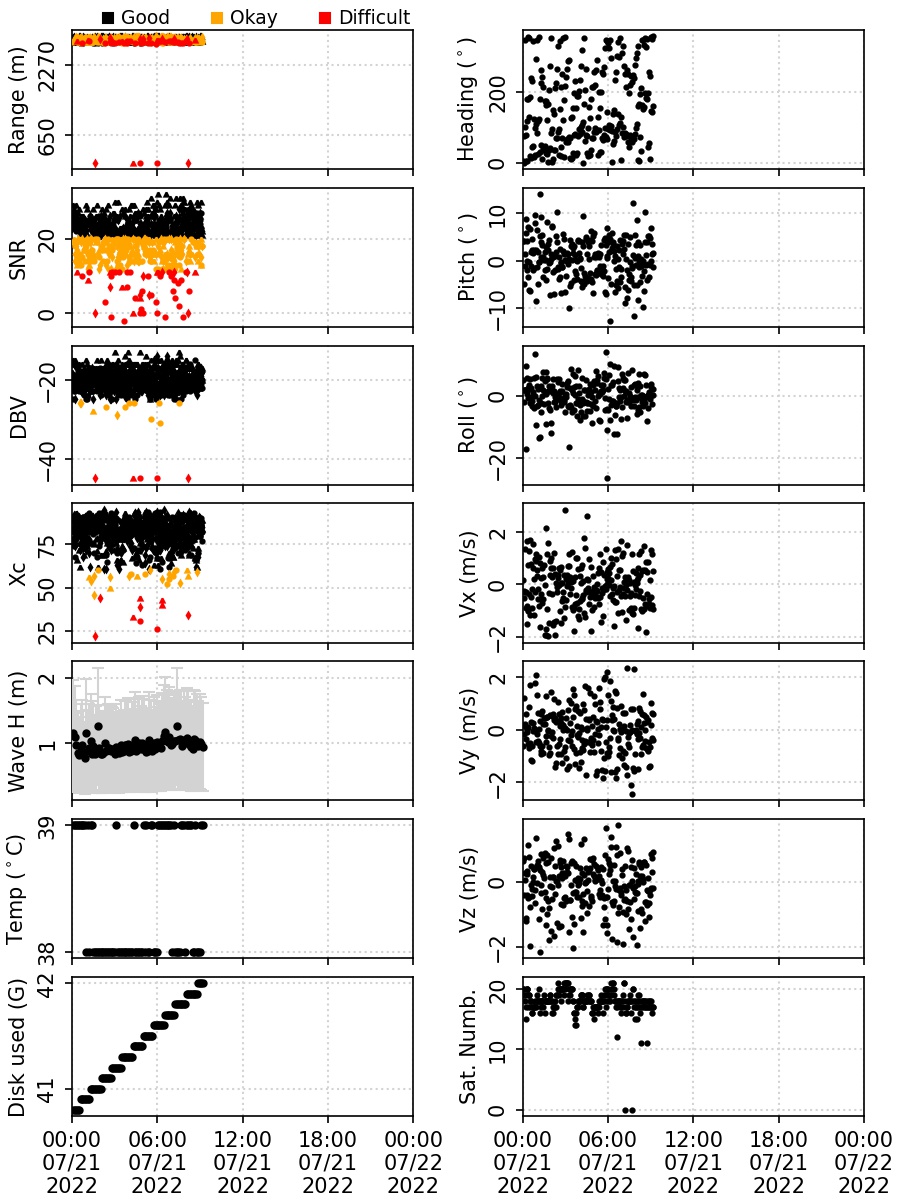 Good Okay Difficult
Range (m)
2270
650
Heading (°)
200
0
SNR
20
0
Pitch (°)
10
0
−10
DBV
−20
−40
Roll (°)
0
−20
Xc
75
50
25
Vx (m/s)
2
0
−2
Wave H (m)
2
1
Vy (m/s)
2
0
−2
Temp (°C)
39
38
Vz (m/s)
0
−2
Disk used (G)
42
41
Sat. Numb.
20
10
0
00:00 06:00 12:00 18:00 00:00
07/21 07/21 07/21 07/21 07/22
2022 2022 2022 2022 2022
00:00 06:00 12:00 18:00 00:00
07/21 07/21 07/21 07/21 07/22
2022 2022 2022 2022 2022